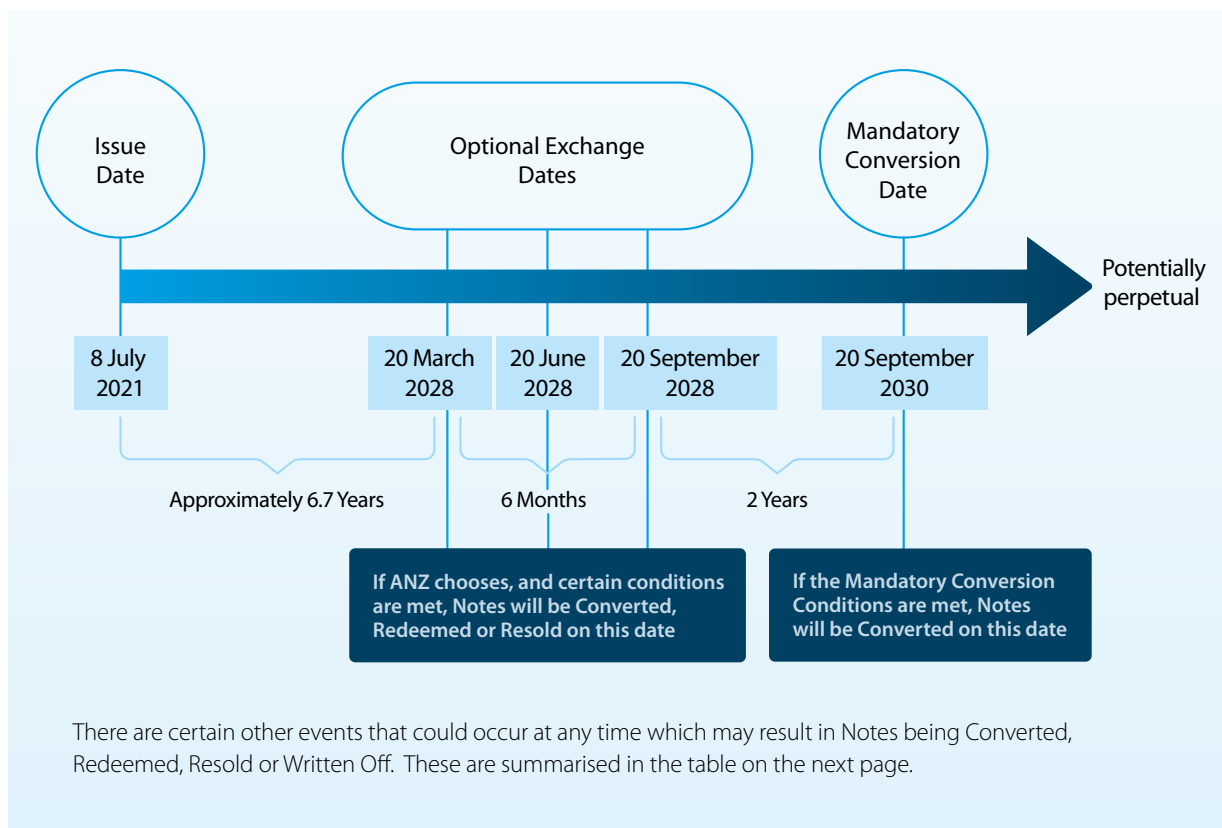 Issue
Date
Optional Exchange
Dates
Mandatory
Conversion
Date
Potentially
perpetual
8 July
2021
20 March
2028
20 June
2028
20 September
2028
20 September
2030
Approximately 6.7 Years
6 Months
2 Years
If ANZ chooses, and certain conditions
are met, Notes will be Converted,
Redeemed or Resold on this date
If the Mandatory Conversion
Conditions are met, Notes
will be Converted on this date
There are certain other events that could occur at any time which may result in Notes being Converted,
Redeemed, Resold or Written Off. These are summarised in the table on the next page.